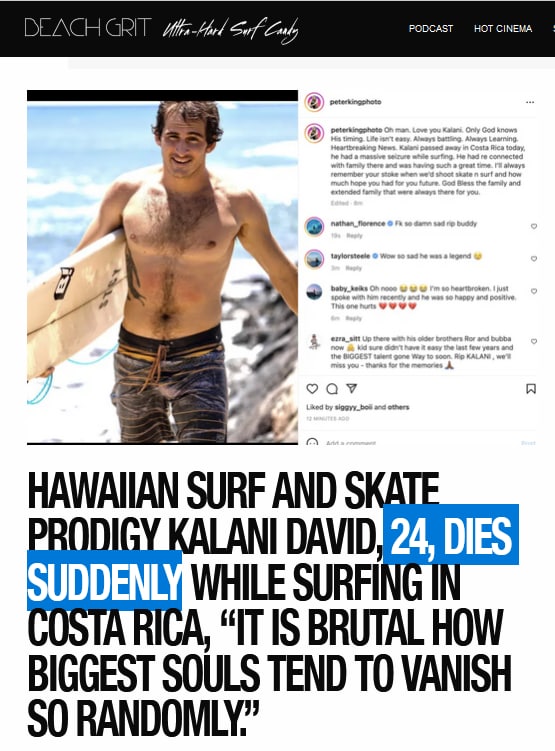 BEACH GRIT Ultra-Hard Surf Candy
PODCAST HOT CINEMA
peterkingphoto
peterkingphoto Oh man. Love you Kalani. Only God knows
His timing. Life isn't easy. Always battling. Always Learning.
Heartbreaking News. Kalani passed away in Costa Rica today,
he had a massive seizure while surfing. He had re connected
with family there and was having such a great time. I'll always
remember your stoke when we'd shoot skate n surf and how
much hope you had for you future. God Bless the family and
extended family that were always there for you.
Edited · 6m
nathan_florence Fk so damn sad rip buddy
Reply
taylorsteele Wow so sad he was a legend 😢
3m Reply
baby_keiks Oh nooo 😭😭😭 I'm so heartbroken. I just
spoke with him recently and he was so happy and positive.
This one hurts ❤️❤️❤️❤️
6m Reply
ezra_sitt Up there with his older brothers Ror and bubba
now kid sure didn't have it easy the last few years and
the BIGGEST talent gone Way to soon. Rip KALANI , we'll
miss you - thanks for the memories 🙏🏾
Liked by siggyy_boii and others
12 MINUTES AGO
Add a comment
Post
HAWAIIAN SURF AND SKATE
PRODIGY KALANI DAVID, 24, DIES
SUDDENLY WHILE SURFING IN
COSTA RICA, “IT IS BRUTAL HOW
BIGGEST SOULS TEND TO VANISH
SO RANDOMLY.”